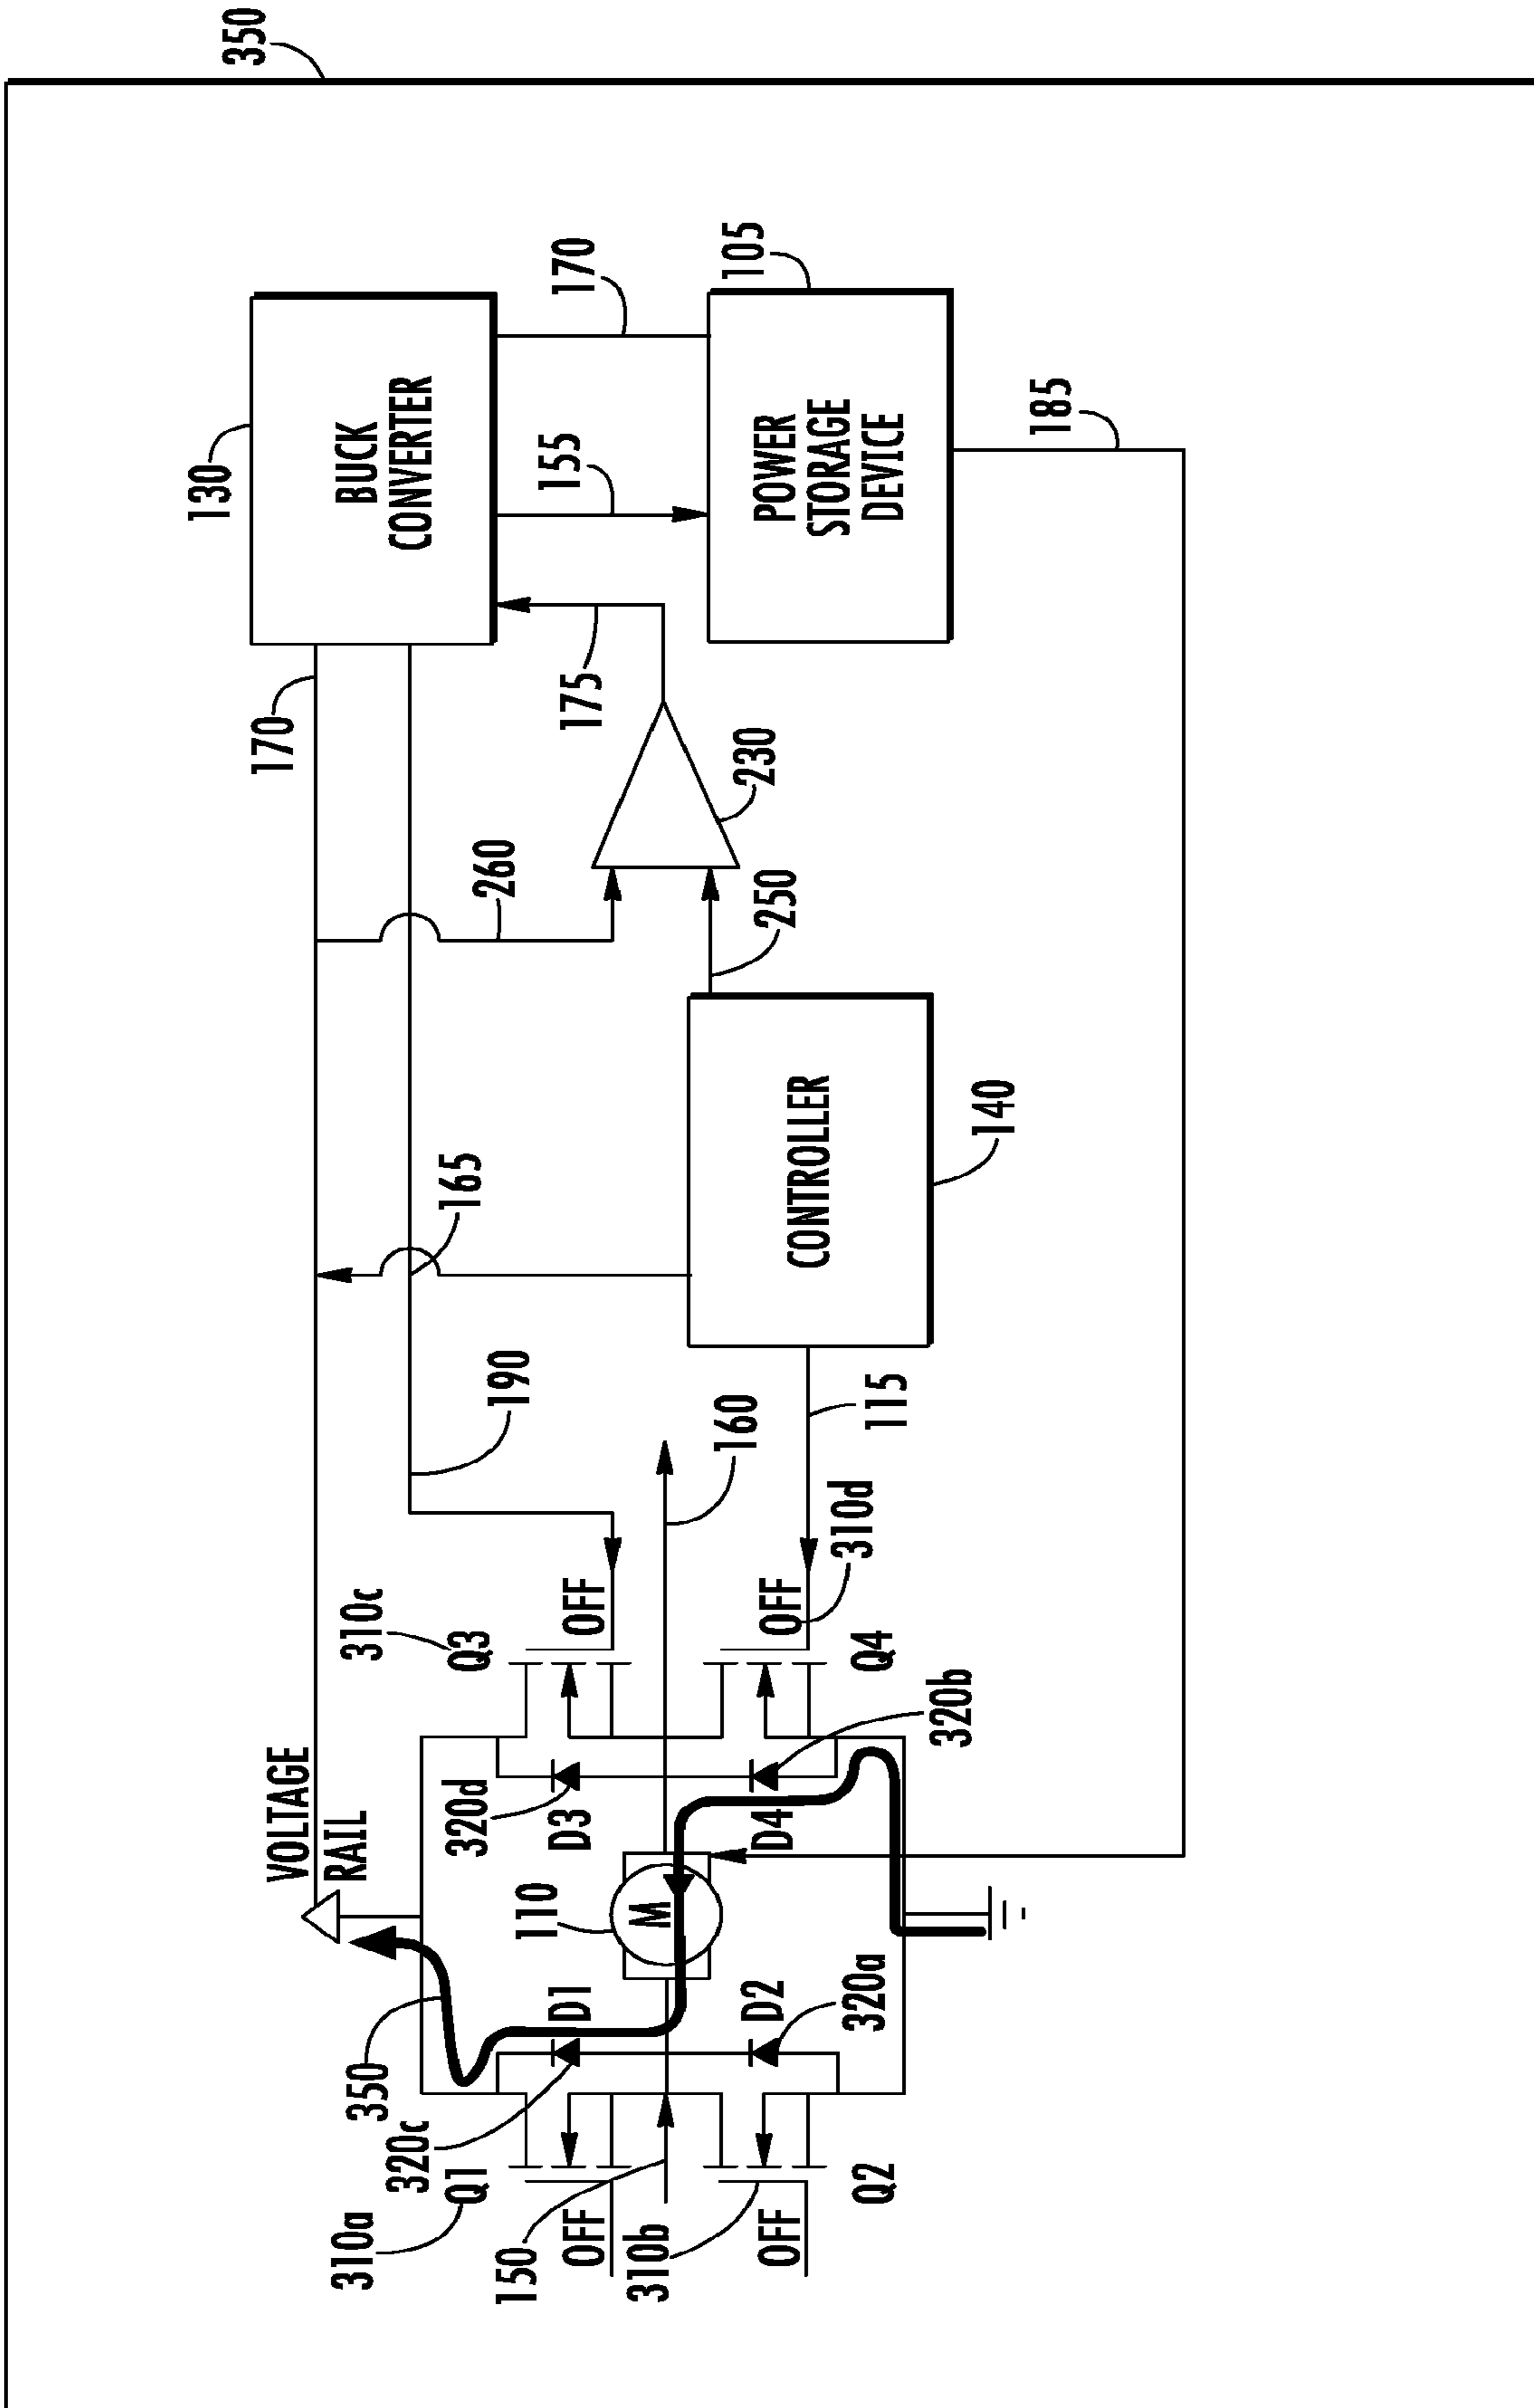 350
130
BUCK
CONVERTER
170
170
155
175
105
POWER
STORAGE
DEVICE
185
260
230
250
165
190
CONTROLLER
140
115
160
VOLTAGE
RAIL
310c
Q3
OFF
310d
OFF
Q4
320d
D3
320b
D4
110
M
350
D1
D2
320a
320c
310a
Q1
OFF
150
310b
OFF
Q2